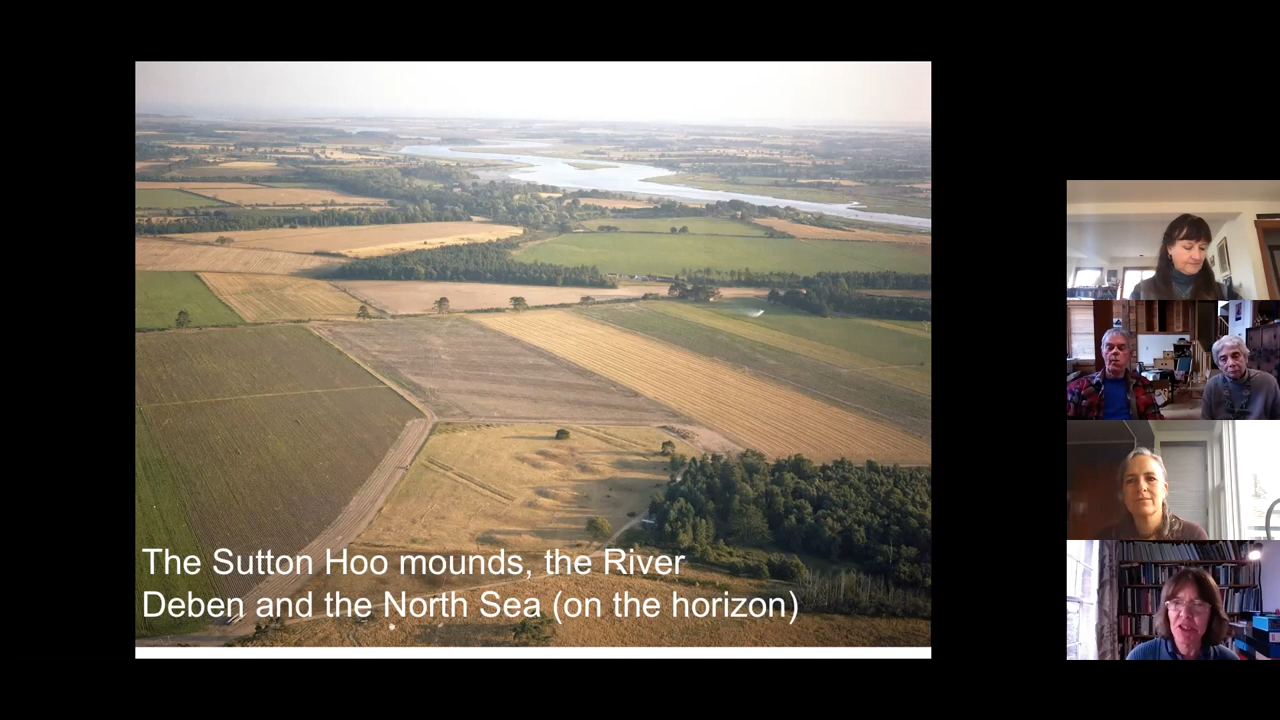 The Sutton Hoo mounds, the River
Deben and the North Sea (on the horizon)